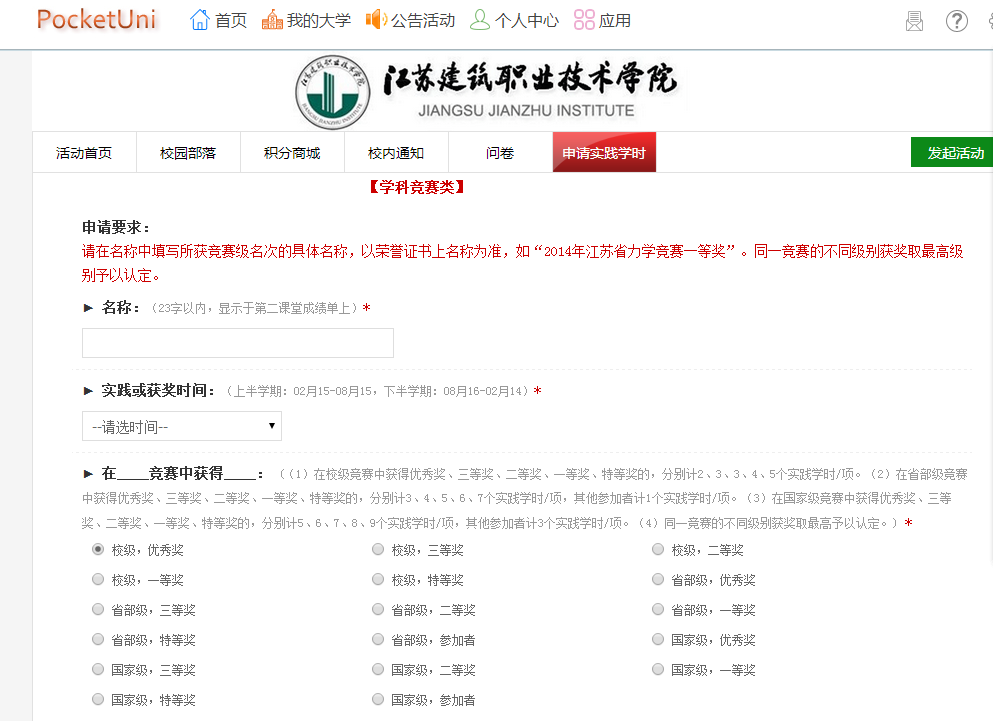 PocketUni 首页 我的大学 公告活动 个人中心 应用
江苏建筑职业技术学院
JIANGSU JIANZHU INSTITUTE
活动首页 校园部落 积分商城 校内通知 问卷 申请实践学时 发起活动
【学科竞赛类】
申请要求：
请在名称中填写所获竞赛级名次的具体名称，以荣誉证书上名称为准，如“2014年江苏省力学竞赛一等奖”。同一竞赛的不同级别获奖取最高级
别予以认定。
► 名称：（23字以内，显示于第二课堂成绩单上）*
► 实践或获奖时间：（上半学期：02月15-08月15，下半学期：08月16-02月14）*
--请选时间--
► 在____竞赛中获得____：（（1）在校级竞赛中获得优秀奖、三等奖、二等奖、一等奖、特等奖的，分别计2、3、3、4、5个实践学时/项。（2）在省部级竞赛
中获得优秀奖、三等奖、二等奖、一等奖、特等奖的，分别计3、4、5、6、7个实践学时/项，其他参加者计1个实践学时/项。（3）在国家级竞赛中获得优秀奖、三等
奖、二等奖、一等奖、特等奖的，分别计5、6、7、8、9个实践学时/项，其他参加者计3个实践学时/项。（4）同一竞赛的不同级别获奖取最高予以认定。）*
校级，优秀奖 校级，三等奖 校级，二等奖
校级，一等奖 校级，特等奖 省部级，优秀奖
省部级，三等奖 省部级，二等奖 省部级，一等奖
省部级，特等奖 省部级，参加者 国家级，优秀奖
国家级，三等奖 国家级，二等奖 国家级，一等奖
国家级，特等奖 国家级，参加者